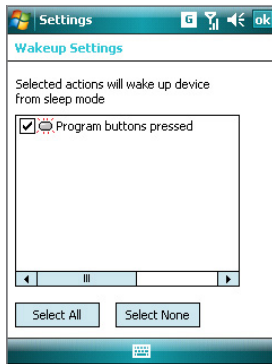 Settings
G
ok
Wakeup Settings
Selected actions will wake up device
from sleep mode
Program buttons pressed
Select All
Select None